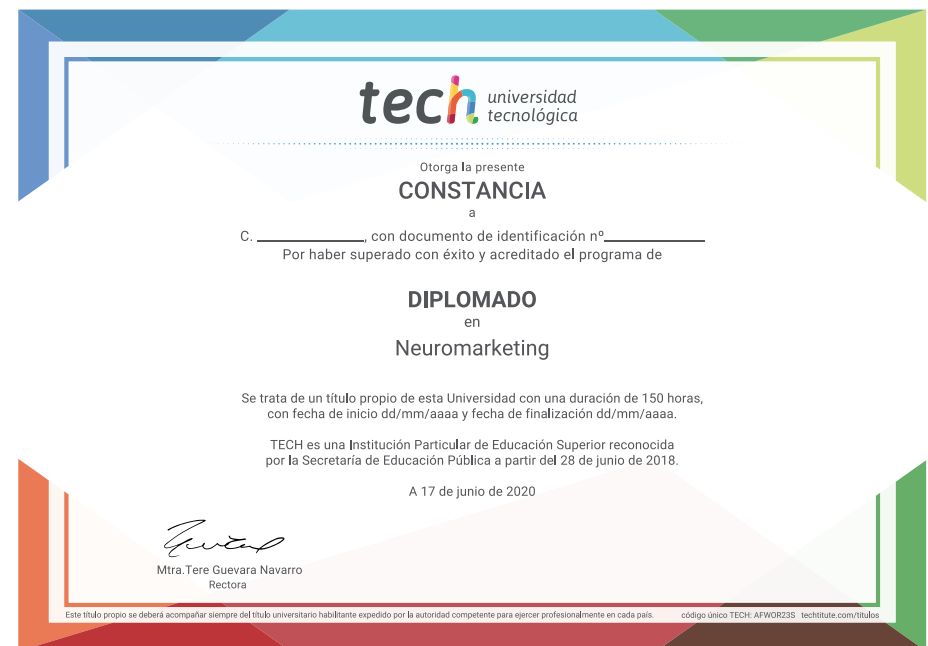 tech universidad
tecnológica
Otorga la presente
CONSTANCIA
a
C. ________________, con documento de identificación nº_______________
Por haber superado con éxito y acreditado el programa de
DIPLOMADO
en
Neuromarketing
Se trata de un título propio de esta Universidad con una duración de 150 horas,
con fecha de inicio dd/mm/aaaa y fecha de finalización dd/mm/aaaa.
TECH es una Institución Particular de Educación Superior reconocida
por la Secretaría de Educación Pública a partir del 28 de junio de 2018.
A 17 de junio de 2020
Mtra.Tere Guevara Navarro
Rectora
Este título propio se deberá acompañar siempre del título universitario habilitante expedido por la autoridad competente para ejercer profesionalmente en cada país. código único TECH: AFWOR23S techtitute.com/títulos